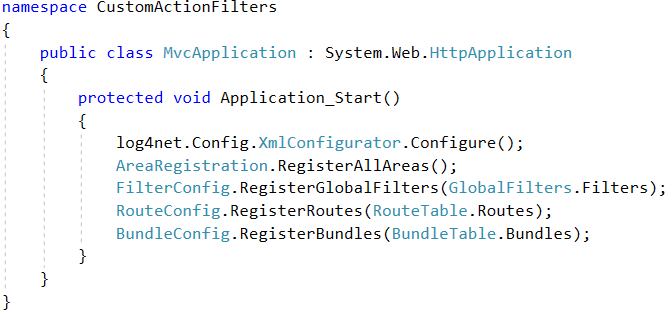 namespace CustomActionFilters
{
    public class MvcApplication : System.Web.HttpApplication
    {
        protected void Application_Start()
        {
            log4net.Config.XmlConfigurator.Configure();
            AreaRegistration.RegisterAllAreas();
            FilterConfig.RegisterGlobalFilters(GlobalFilters.Filters);
            RouteConfig.RegisterRoutes(RouteTable.Routes);
            BundleConfig.RegisterBundles(BundleTable.Bundles);
        }
    }
}